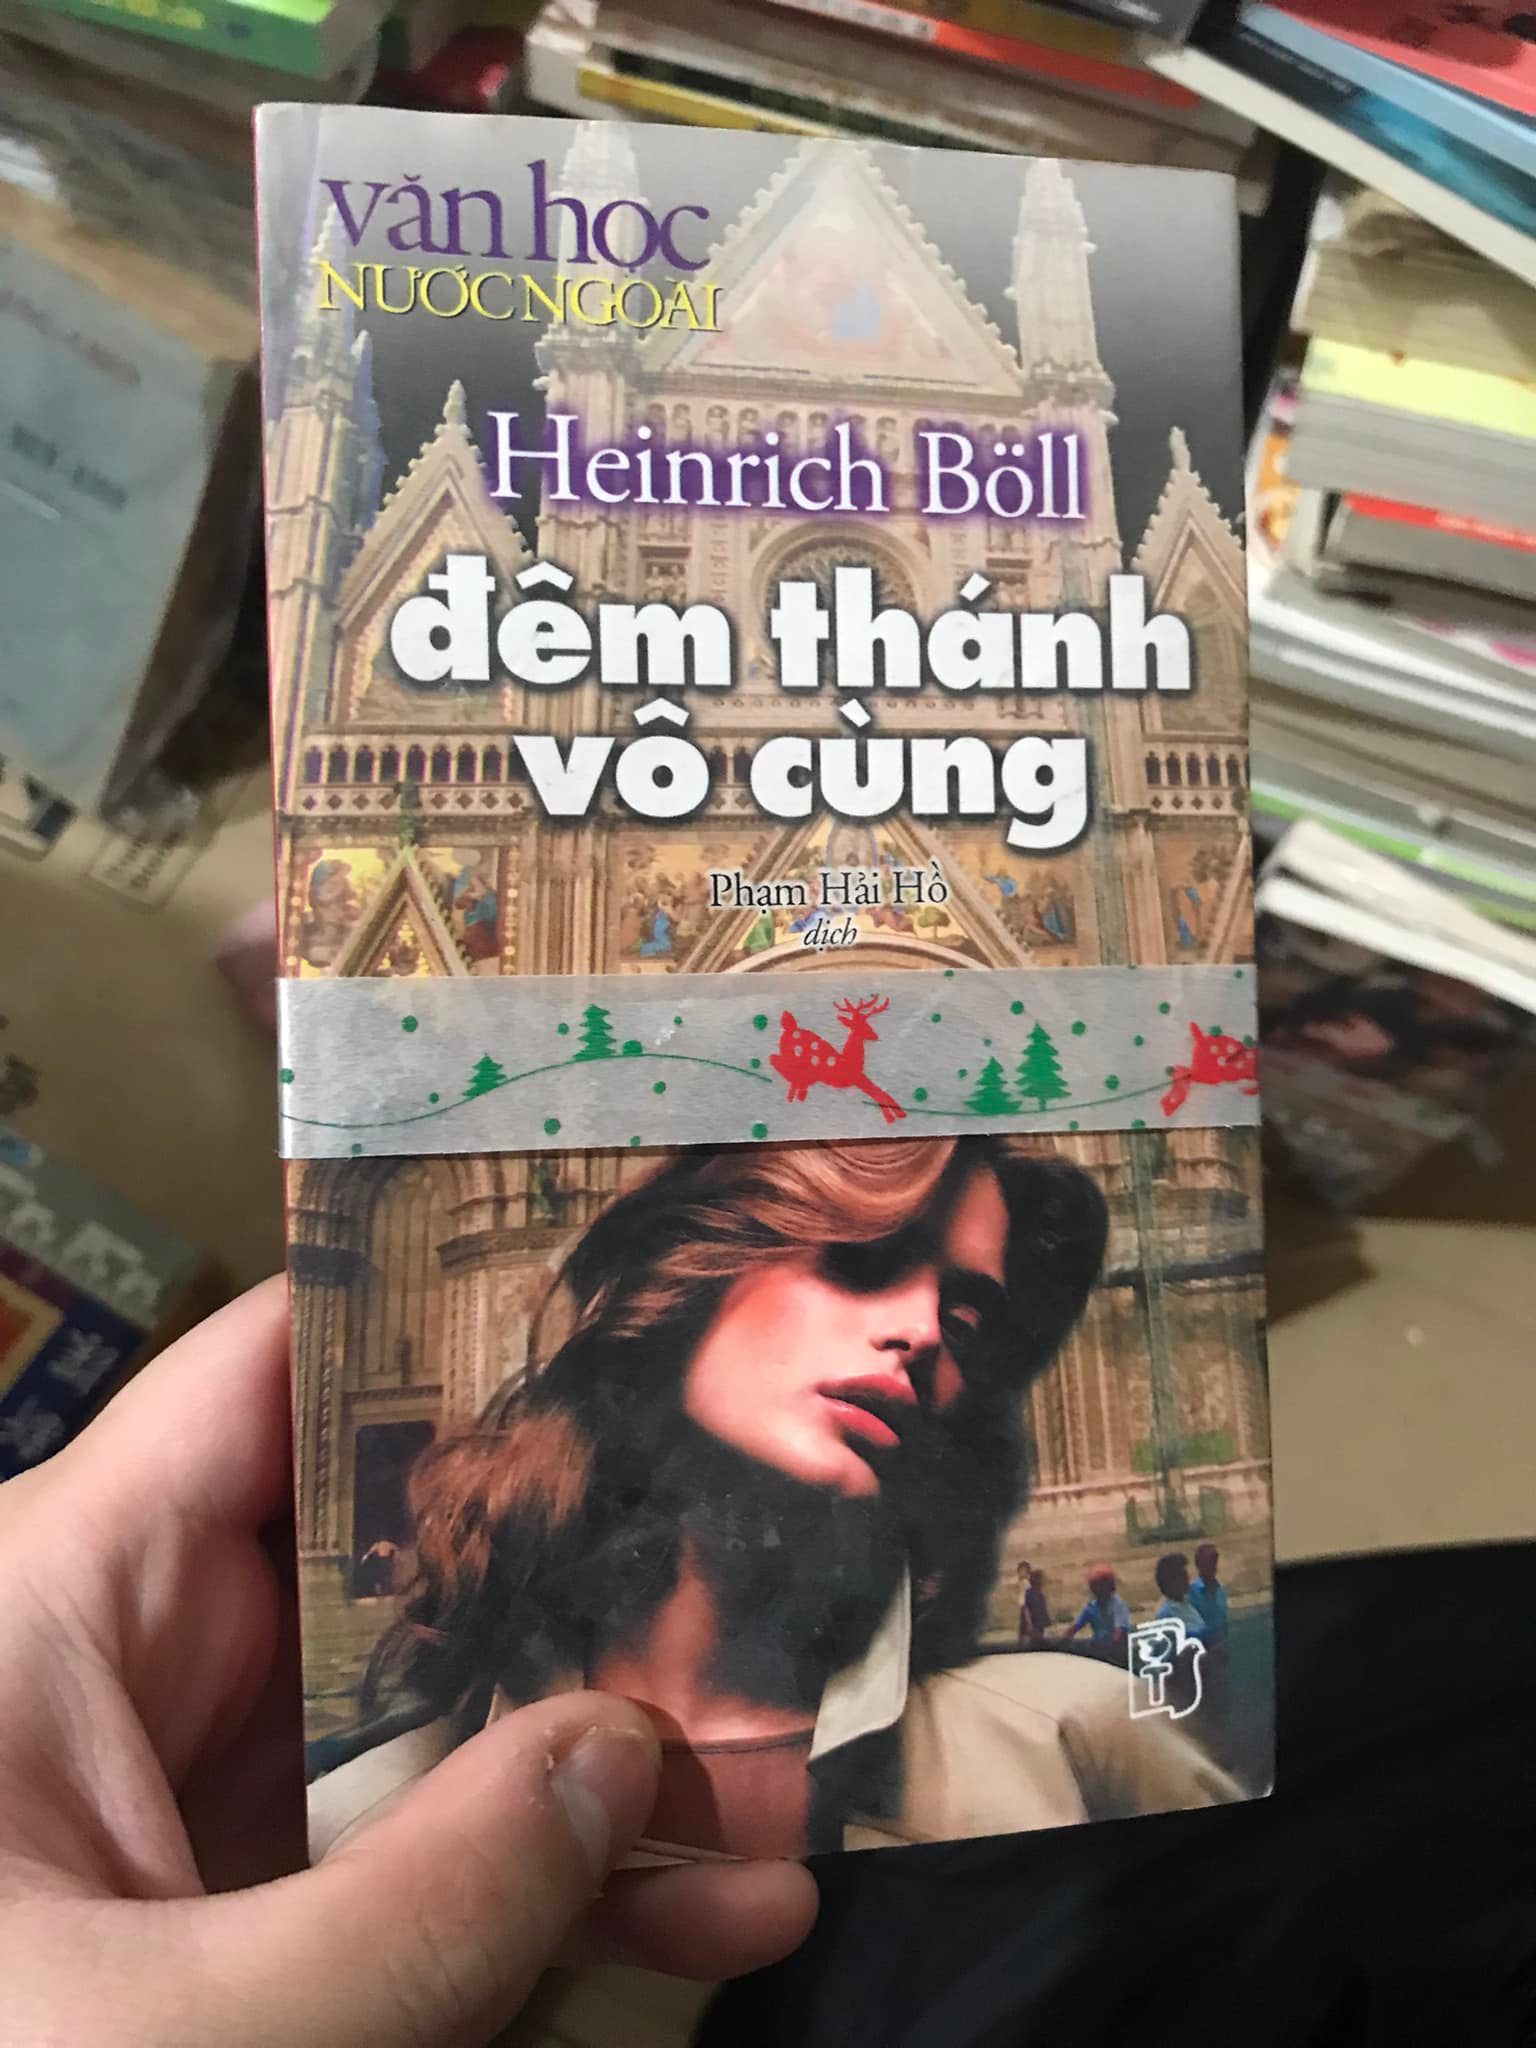 văn học
NƯỚC NGOÀI
Heinrich Böll
đêm thánh
vô cùng
Phạm Hải Hồ
dịch
T